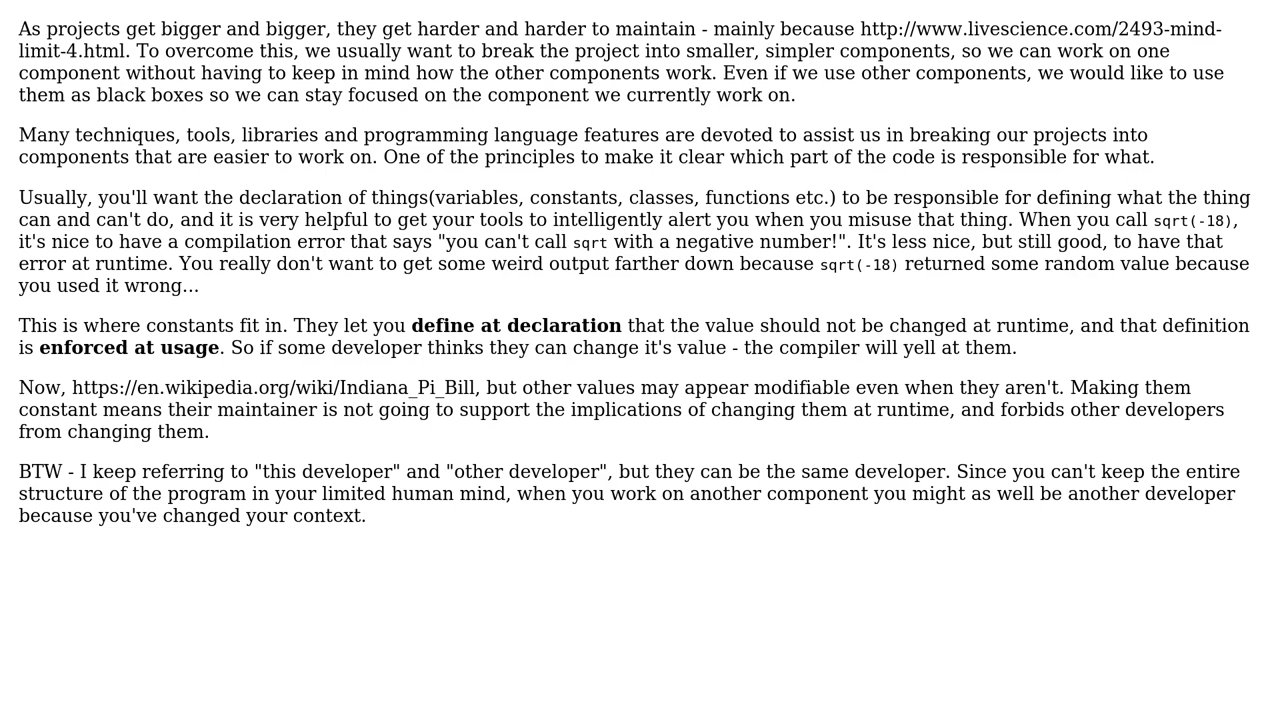 As projects get bigger and bigger, they get harder and harder to maintain - mainly because http://www.livescience.com/2493-mind-
limit-4.html. To overcome this, we usually want to break the project into smaller, simpler components, so we can work on one
component without having to keep in mind how the other components work. Even if we use other components, we would like to use
them as black boxes so we can stay focused on the component we currently work on.
Many techniques, tools, libraries and programming language features are devoted to assist us in breaking our projects into
components that are easier to work on. One of the principles to make it clear which part of the code is responsible for what.
Usually, you'll want the declaration of things(variables, constants, classes, functions etc.) to be responsible for defining what the thing
can and can't do, and it is very helpful to get your tools to intelligently alert you when you misuse that thing. When you call sqrt(-18),
it's nice to have a compilation error that says "you can't call sqrt with a negative number!". It's less nice, but still good, to have that
error at runtime. You really don't want to get some weird output farther down because sqrt(-18) returned some random value because
you used it wrong...
This is where constants fit in. They let you define at declaration that the value should not be changed at runtime, and that definition
is enforced at usage. So if some developer thinks they can change it's value - the compiler will yell at them.
Now, https://en.wikipedia.org/wiki/Indiana_Pi_Bill, but other values may appear modifiable even when they aren't. Making them
constant means their maintainer is not going to support the implications of changing them at runtime, and forbids other developers
from changing them.
BTW - I keep referring to "this developer" and "other developer", but they can be the same developer. Since you can't keep the entire
structure of the program in your limited human mind, when you work on another component you might as well be another developer
because you've changed your context.